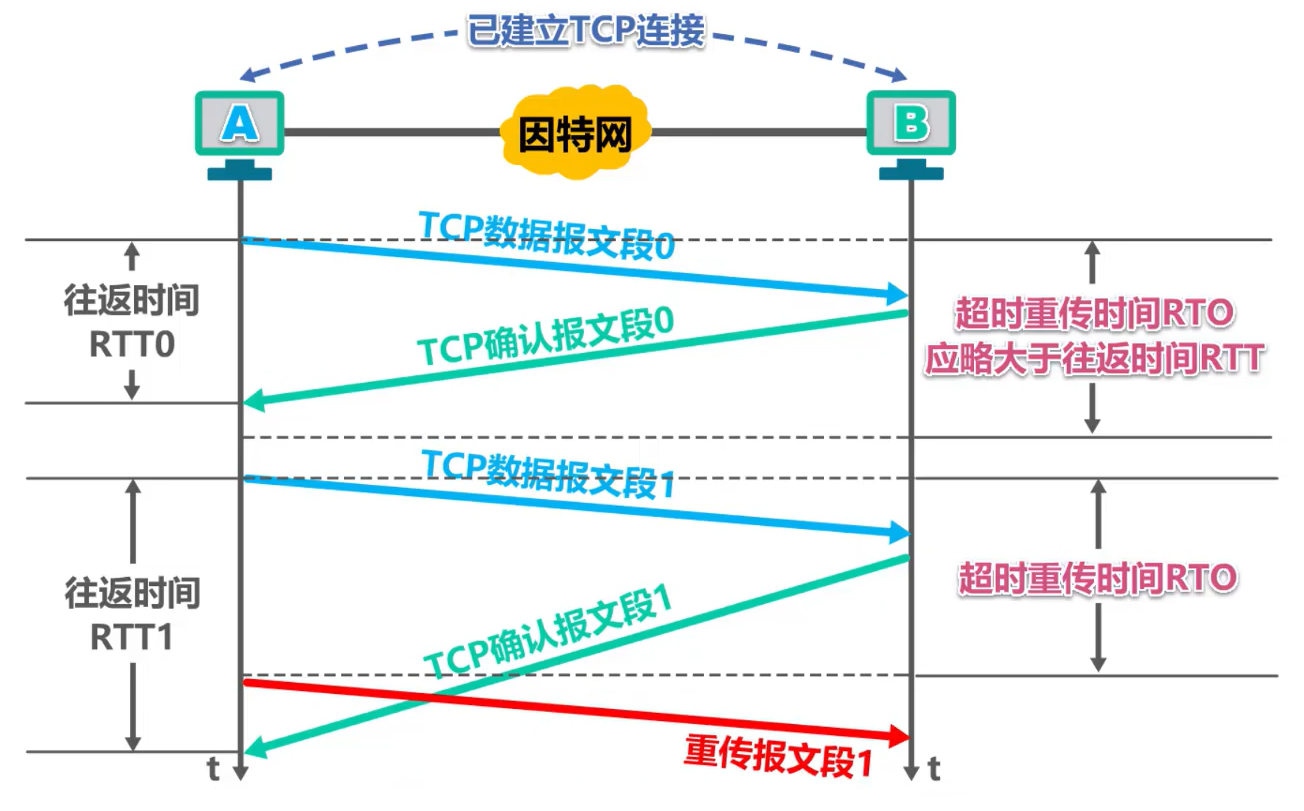 已建立TCP连接
A
因特网
B
TCP数据报文段0
往返时间
RTT0
TCP确认报文段0
超时重传时间RTO
应略大于往返时间RTT
TCP数据报文段1
往返时间
RTT1
超时重传时间RTO
TCP确认报文段1
重传报文段1
t
t